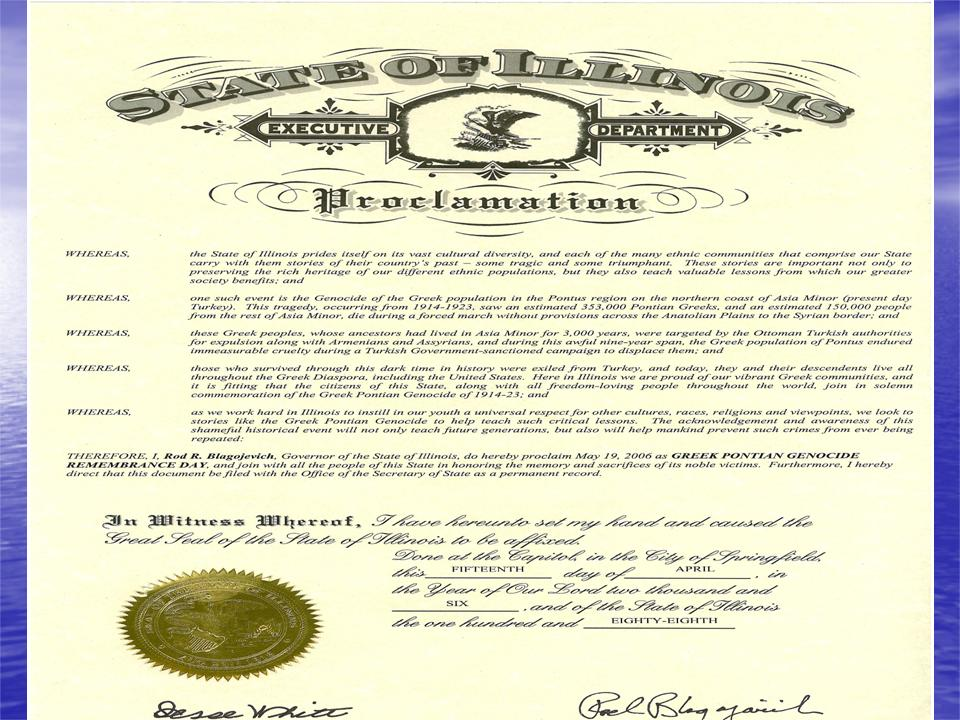 STATE OF ILLINOIS
EXECUTIVE DEPARTMENT
Proclamation
WHEREAS, the State of Illinois prides itself on its vast cultural diversity, and each of the many ethnic communities that comprise our State
carry with them stories of their country's past – some tragic and some triumphant. These stories are important not only to
preserving the rich heritage of our different ethnic populations, but they also teach valuable lessons from which our greater
society benefits; and
WHEREAS, one such event is the Genocide of the Greek population in the Pontus region on the northern coast of Asia Minor (present day
Turkey). This tragedy, occurring from 1914-1923, saw an estimated 353,000 Pontian Greeks, and an estimated 150,000 people
from the rest of Asia Minor, die during a forced march without provisions across the Anatolian Plains to the Syrian border; and
WHEREAS, these Greek peoples, whose ancestors had lived in Asia Minor for 3,000 years, were targeted by the Ottoman Turkish authorities
for expulsion along with Armenians and Assyrians, and during this awful nine-year span, the Greek population of Pontus endured
immeasurable cruelty during a Turkish Government-sanctioned campaign to displace them; and
WHEREAS, those who survived through this dark time in history were exiled from Turkey, and today, they and their descendents live all
throughout the Greek Diaspora, including the United States. Here in Illinois we are proud of our vibrant Greek communities, and
it is fitting that the citizens of this State, along with all freedom-loving people throughout the world, join in solemn
commemoration of the Greek Pontian Genocide of 1914-23; and
WHEREAS, as we work hard in Illinois to instill in our youth a universal respect for other cultures, races, religions and viewpoints, we look to
stories like the Greek Pontian Genocide to help teach such critical lessons. The acknowledgement and awareness of this
shameful historical event will not only teach future generations, but also will help mankind prevent such crimes from ever being
repeated:
THEREFORE, I, Rod R. Blagojevich, Governor of the State of Illinois, do hereby proclaim May 19, 2006 as GREEK PONTIAN GENOCIDE
REMEMBRANCE DAY, and join with all the people of this State in honoring the memory and sacrifices of its noble victims. Furthermore, I hereby
direct that this document be filed with the Office of the Secretary of State as a permanent record.
In Witness Whereof, I have hereunto set my hand and caused the
Great Seal of the State of Illinois to be affixed.
Done at the Capitol, in the City of Springfield,
this FIFTEENTH day of APRIL, in
the Year of Our Lord two thousand and
SIX, and of the State of Illinois
the one hundred and EIGHTY-EIGHTH
Jesse White Rod Blagojevich